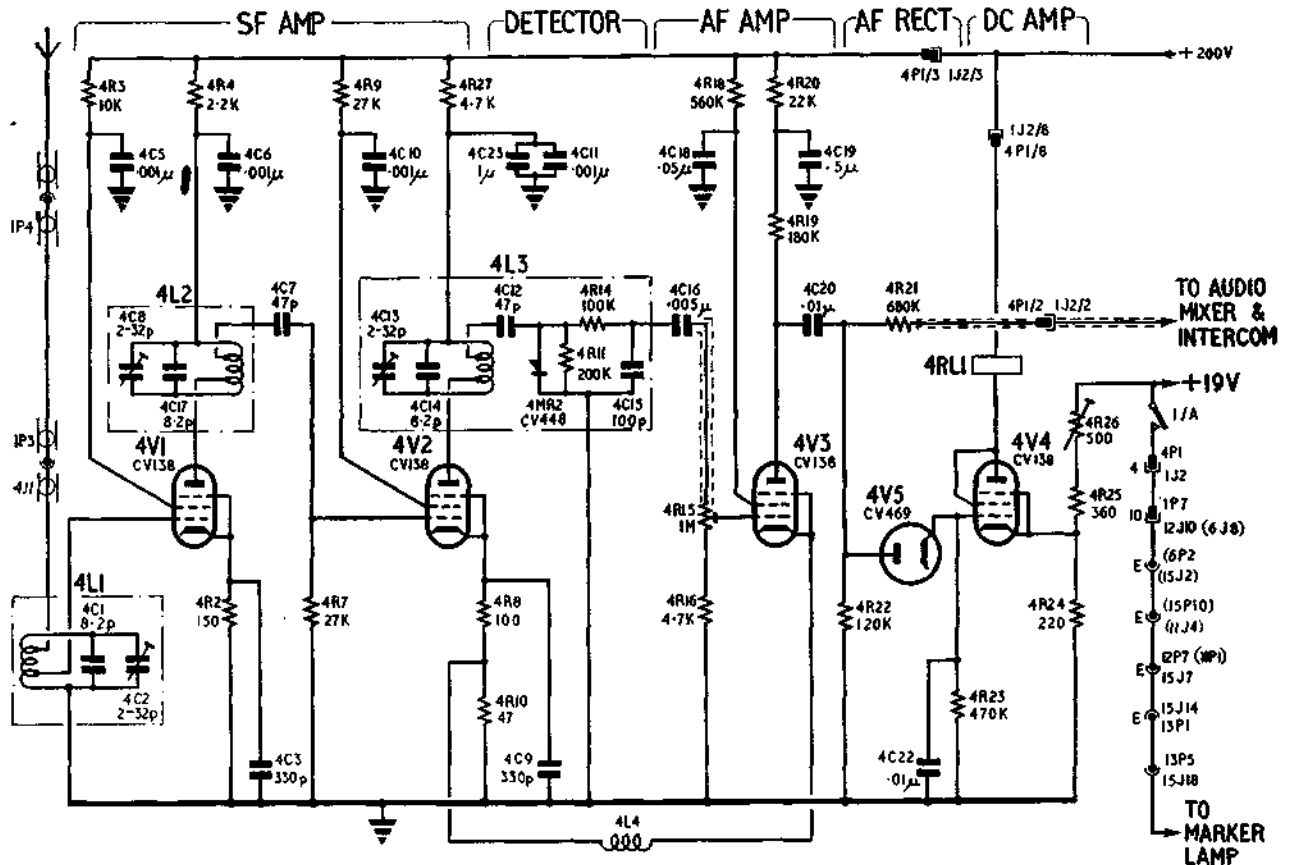 SF AMP
DETECTOR
AF AMP
AF RECT
DC AMP
+200V
4P1/3 1J2/3
4R3
10K
4R4
2·2K
4R9
27K
4R27
4·7K
4R18
560K
4R20
22K
1J2/8
4P1/8
4C5
·001μ
4C6
·001μ
4C10
·001μ
4C23
1μ
4C11
·001μ
4C18
·05μ
4C19
·5μ
1P4
4R19
180K
4L2
4C7
47p
4L3
4C8
2-32p
4C17
8·2p
4C13
2-32p
4C12
47p
4R14
100K
4C16
·005μ
4R11
200K
4C14
8·2p
4MR2
CV448
4C15
100p
4C20
·01μ
4R21
680K
4P1/2 1J2/2
TO AUDIO
MIXER &
INTERCOM
4RL1
+19V
1/A
4R26
500
1P3
4J1
4V1
CV138
4V2
CV138
4V3
CV138
4V4
CV138
4P1
4
1J2
4R25
360
1P7
10
12J10 (6J8)
4R15
1M
4V5
CV469
E
(6P2
(15J2)
4L1
4C1
8·2p
4C2
2-32p
4R2
150
4R7
27K
4R8
100
4R16
4·7K
4R22
120K
4R24
220
E
(15P10)
(11J4)
E
12P7 (11P1)
15J7
4R10
47
4R23
470K
E
15J14
13P1
4C3
330p
4C9
330p
4C22
·01μ
13P5
15J18
4L4
TO
MARKER
LAMP